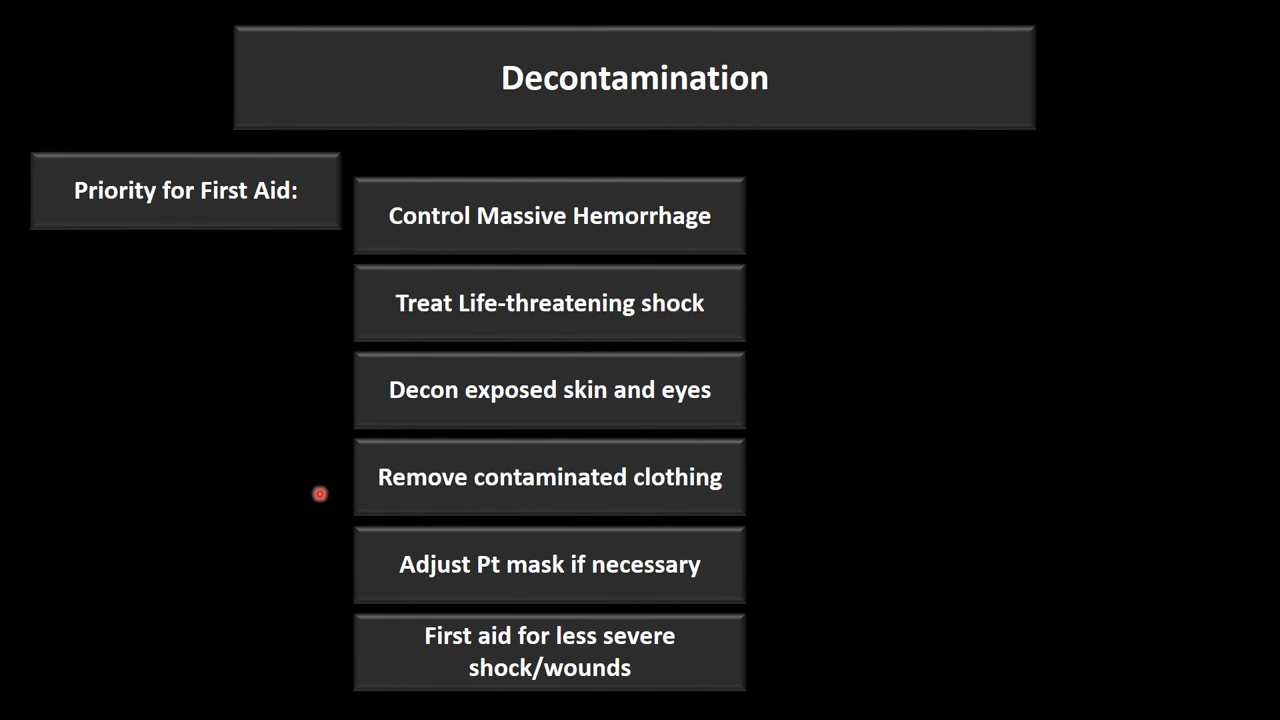 Decontamination
Priority for First Aid:
Control Massive Hemorrhage
Treat Life-threatening shock
Decon exposed skin and eyes
Remove contaminated clothing
Adjust Pt mask if necessary
First aid for less severe
shock/wounds